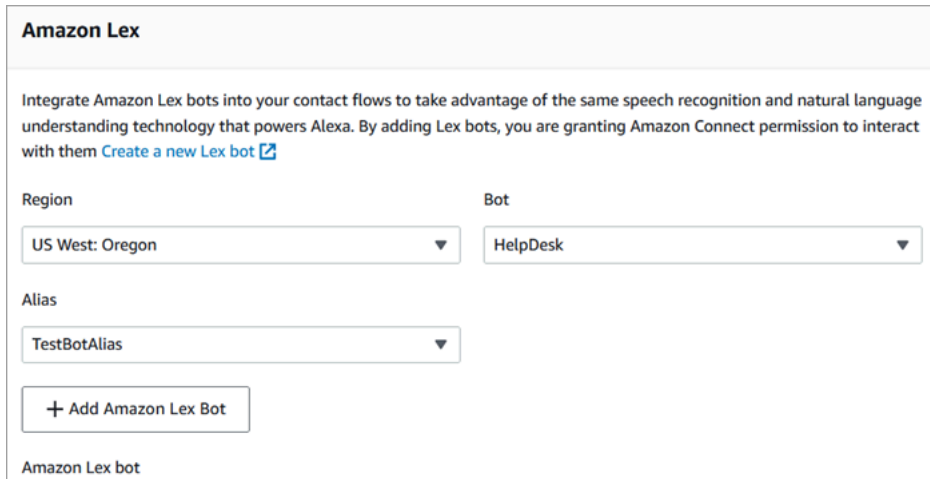 Amazon Lex
Integrate Amazon Lex bots into your contact flows to take advantage of the same speech recognition and natural language
understanding technology that powers Alexa. By adding Lex bots, you are granting Amazon Connect permission to interact
with them Create a new Lex bot
Region
Bot
US West: Oregon
HelpDesk
Alias
TestBotAlias
+ Add Amazon Lex Bot
Amazon Lex bot